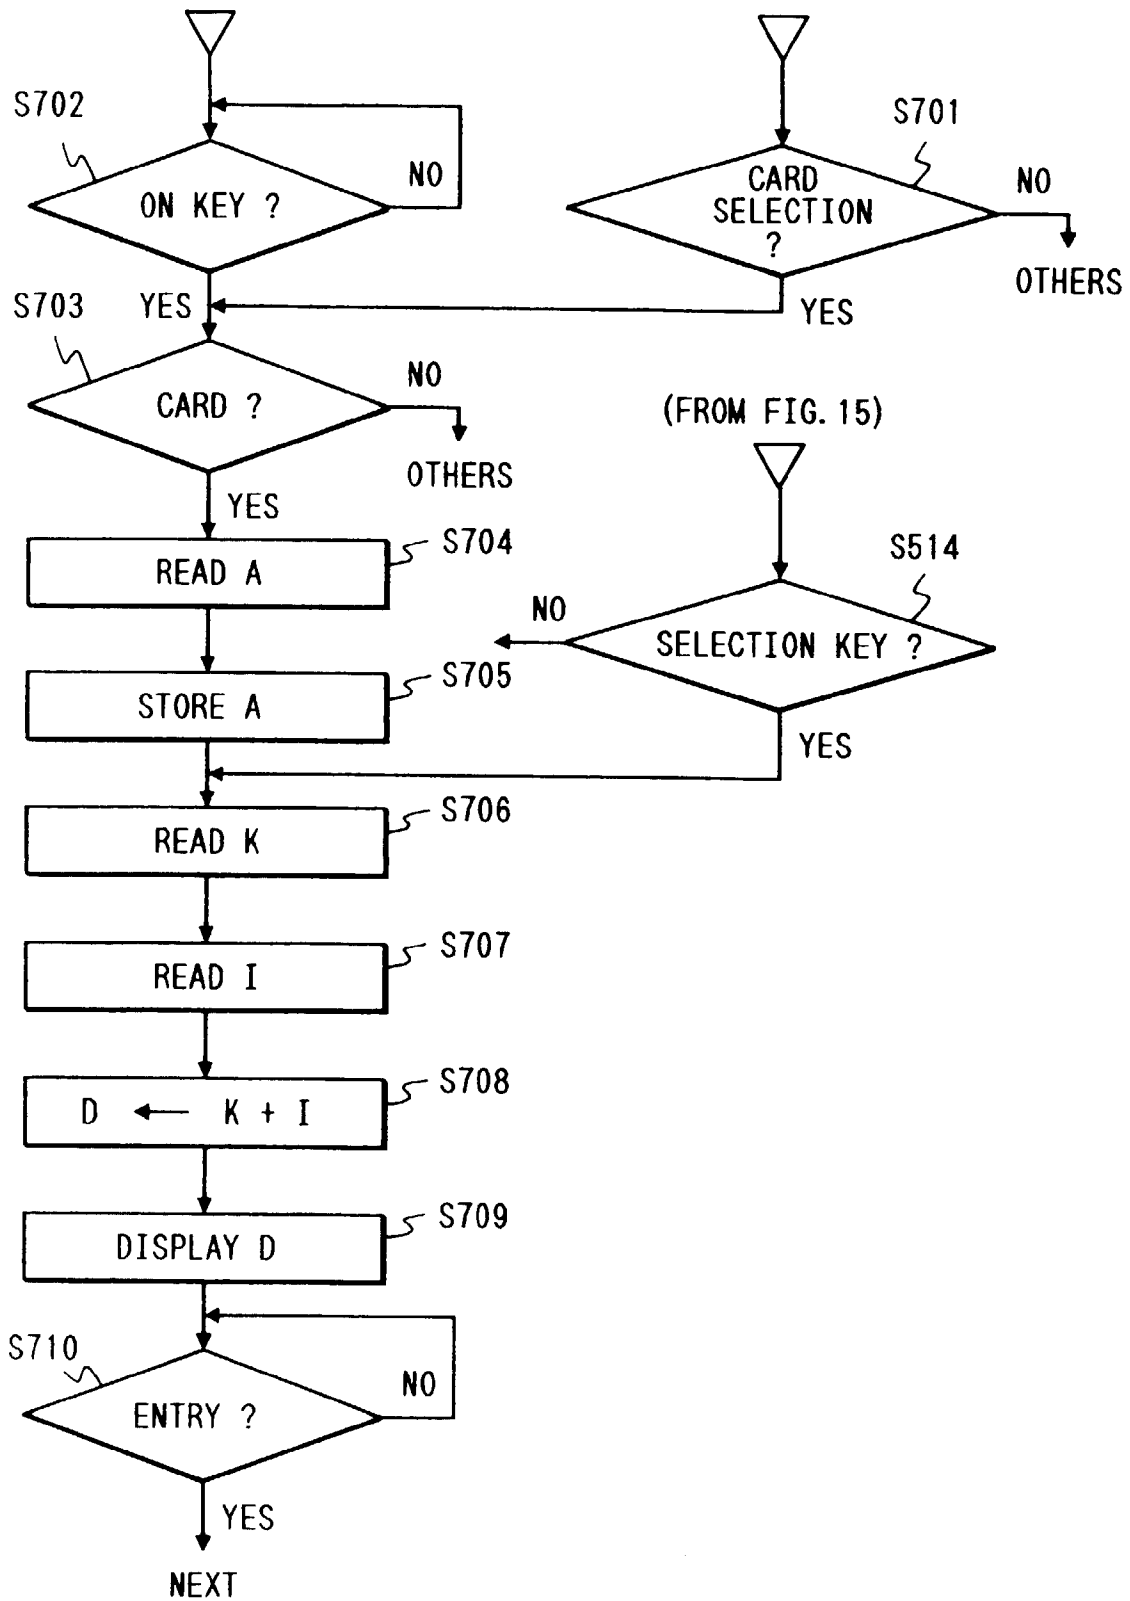 S702
ON KEY ?
NO
YES
S701
CARD
SELECTION
?
NO
OTHERS
YES
S703
CARD ?
NO
OTHERS
YES
(FROM FIG. 15)
S704
READ A
S514
SELECTION KEY ?
NO
YES
S705
STORE A
S706
READ K
S707
READ I
S708
D ← K + I
S709
DISPLAY D
S710
ENTRY ?
NO
YES
NEXT